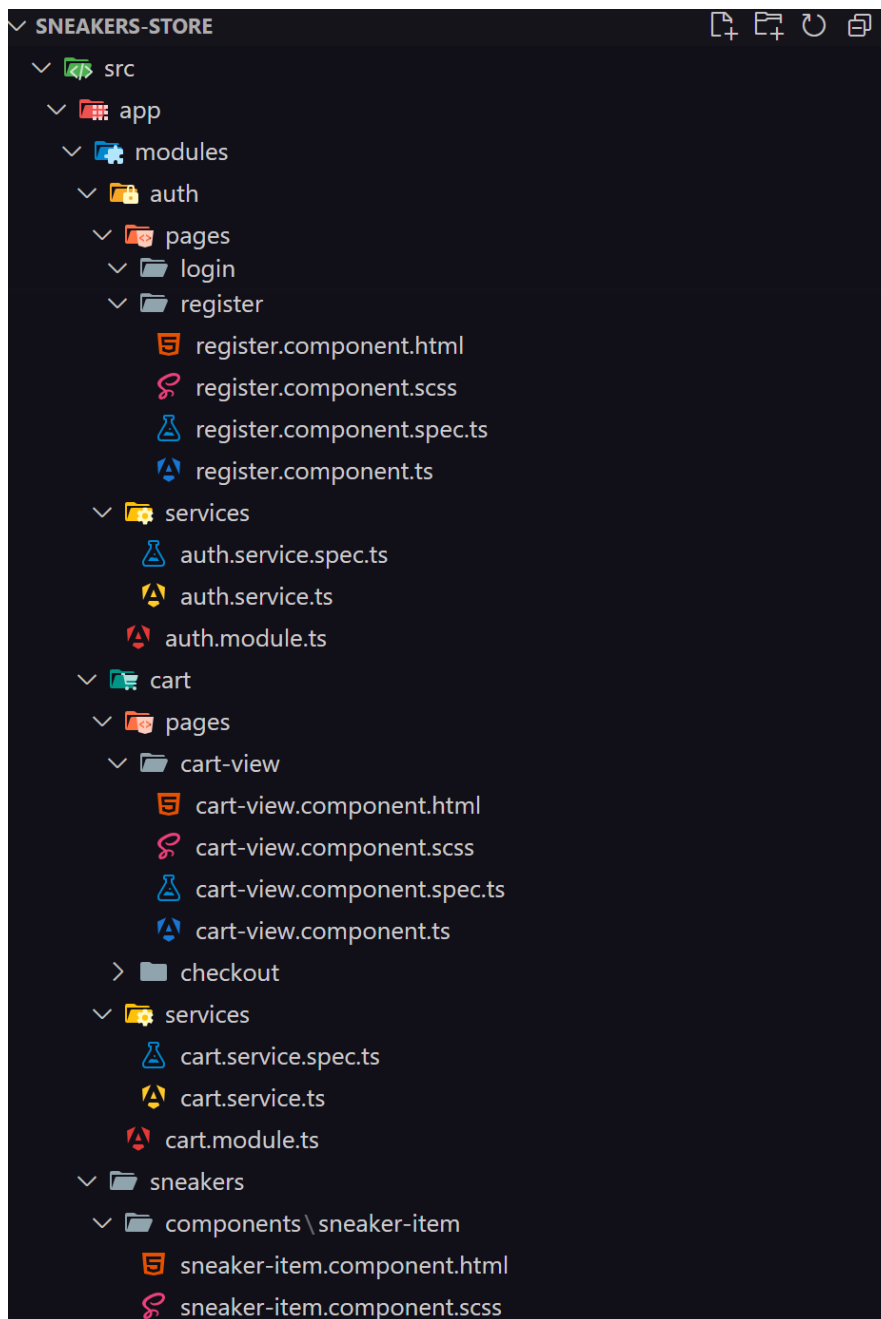 SNEAKERS-STORE
src
app
modules
auth
pages
login
register
register.component.html
register.component.scss
register.component.spec.ts
register.component.ts
services
auth.service.spec.ts
auth.service.ts
auth.module.ts
cart
pages
cart-view
cart-view.component.html
cart-view.component.scss
cart-view.component.spec.ts
cart-view.component.ts
checkout
services
cart.service.spec.ts
cart.service.ts
cart.module.ts
sneakers
components\sneaker-item
sneaker-item.component.html
sneaker-item.component.scss